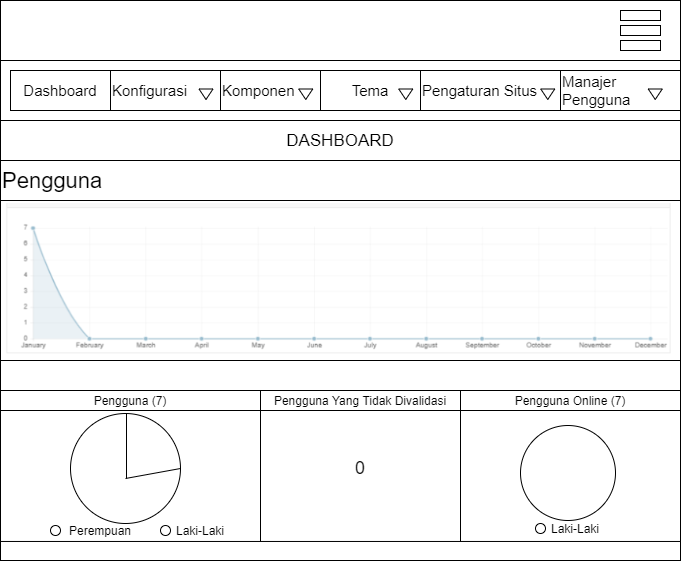 Dashboard
Konfigurasi
Komponen
Tema
Pengaturan Situs
Manajer
Pengguna
DASHBOARD
Pengguna
7
6
5
4
3
2
1
0
January February March April May June July August September October November December
Pengguna (7)
Pengguna Yang Tidak Divalidasi
Pengguna Online (7)
0
Perempuan
Laki-Laki
Laki-Laki